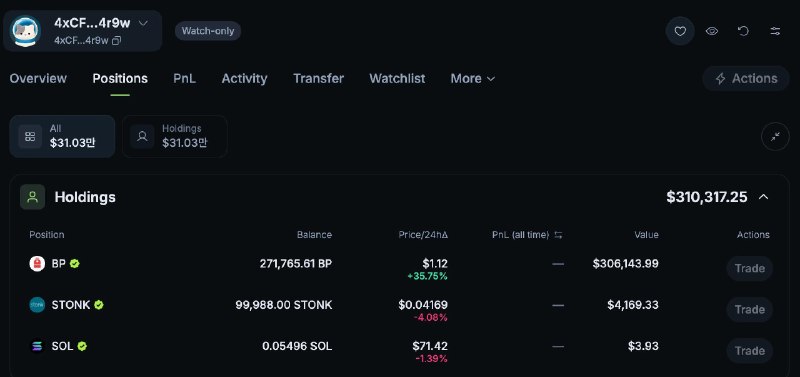 4xCF...4r9w
4xCF...4r9w
Watch-only
Overview Positions PnL Activity Transfer Watchlist More Actions
All
$31.03만
Holdings
$31.03만
Holdings $310,317.25
Position Balance Price/24hΔ PnL (all time) Value Actions
BP 271,765.61 BP $1.12 — $306,143.99 Trade
+35.75%
STONK 99,988.00 STONK $0.04169 — $4,169.33 Trade
-4.06%
SOL 0.05496 SOL $71.42 — $3.93 Trade
-1.39%